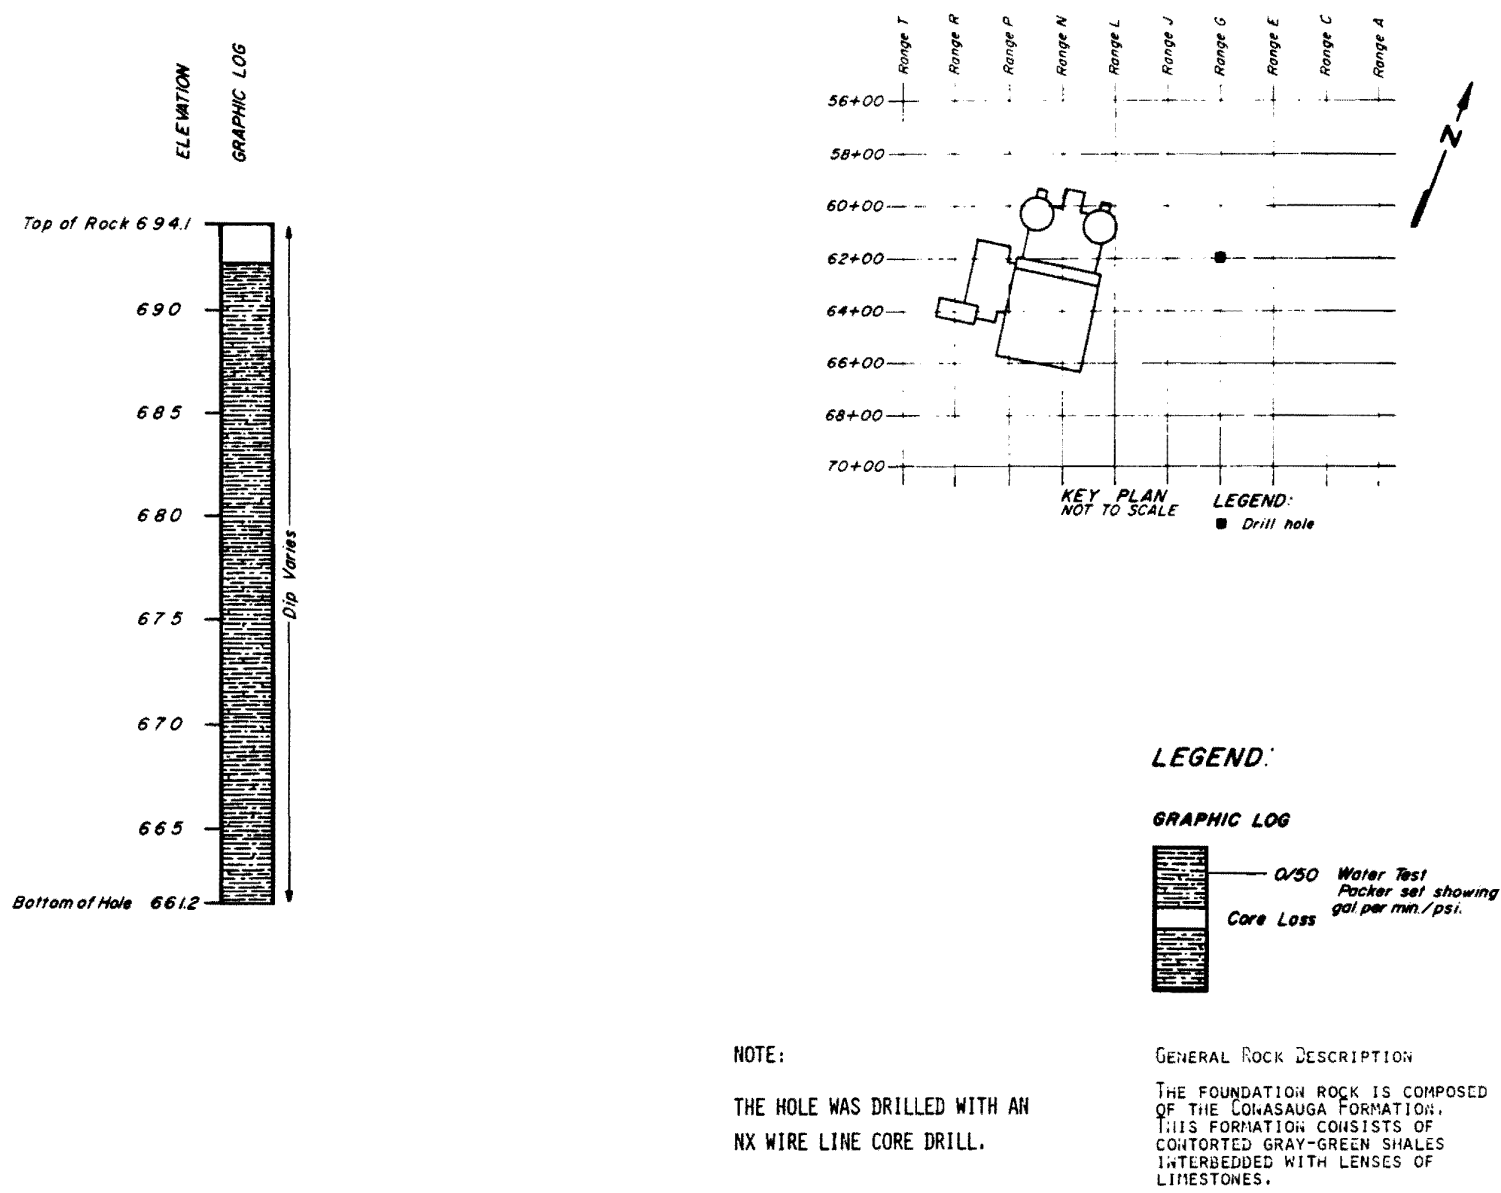 ELEVATION
GRAPHIC LOG
Top of Rock 694.1
690
685
680
675
670
665
Bottom of Hole 661.2
Dip Varies
Range T
Range R
Range P
Range N
Range L
Range J
Range G
Range E
Range C
Range A
56+00
58+00
60+00
62+00
64+00
66+00
68+00
70+00
N
KEY PLAN
NOT TO SCALE
LEGEND:
Drill hole
LEGEND:
GRAPHIC LOG
0/50 Water Test
Packer set showing
gal per min./psi.
Core Loss
NOTE:
THE HOLE WAS DRILLED WITH AN
NX WIRE LINE CORE DRILL.
GENERAL ROCK DESCRIPTION
THE FOUNDATION ROCK IS COMPOSED
OF THE CONASAUGA FORMATION.
THIS FORMATION CONSISTS OF
CONTORTED GRAY-GREEN SHALES
INTERBEDDED WITH LENSES OF
LIMESTONES.